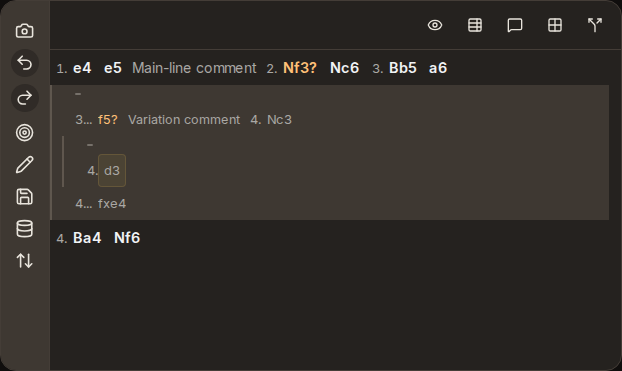 1. e4 e5 Main-line comment 2. Nf3? Nc6 3. Bb5 a6
–
3... f5? Variation comment 4. Nc3
–
4. d3
4... fxe4
4. Ba4 Nf6